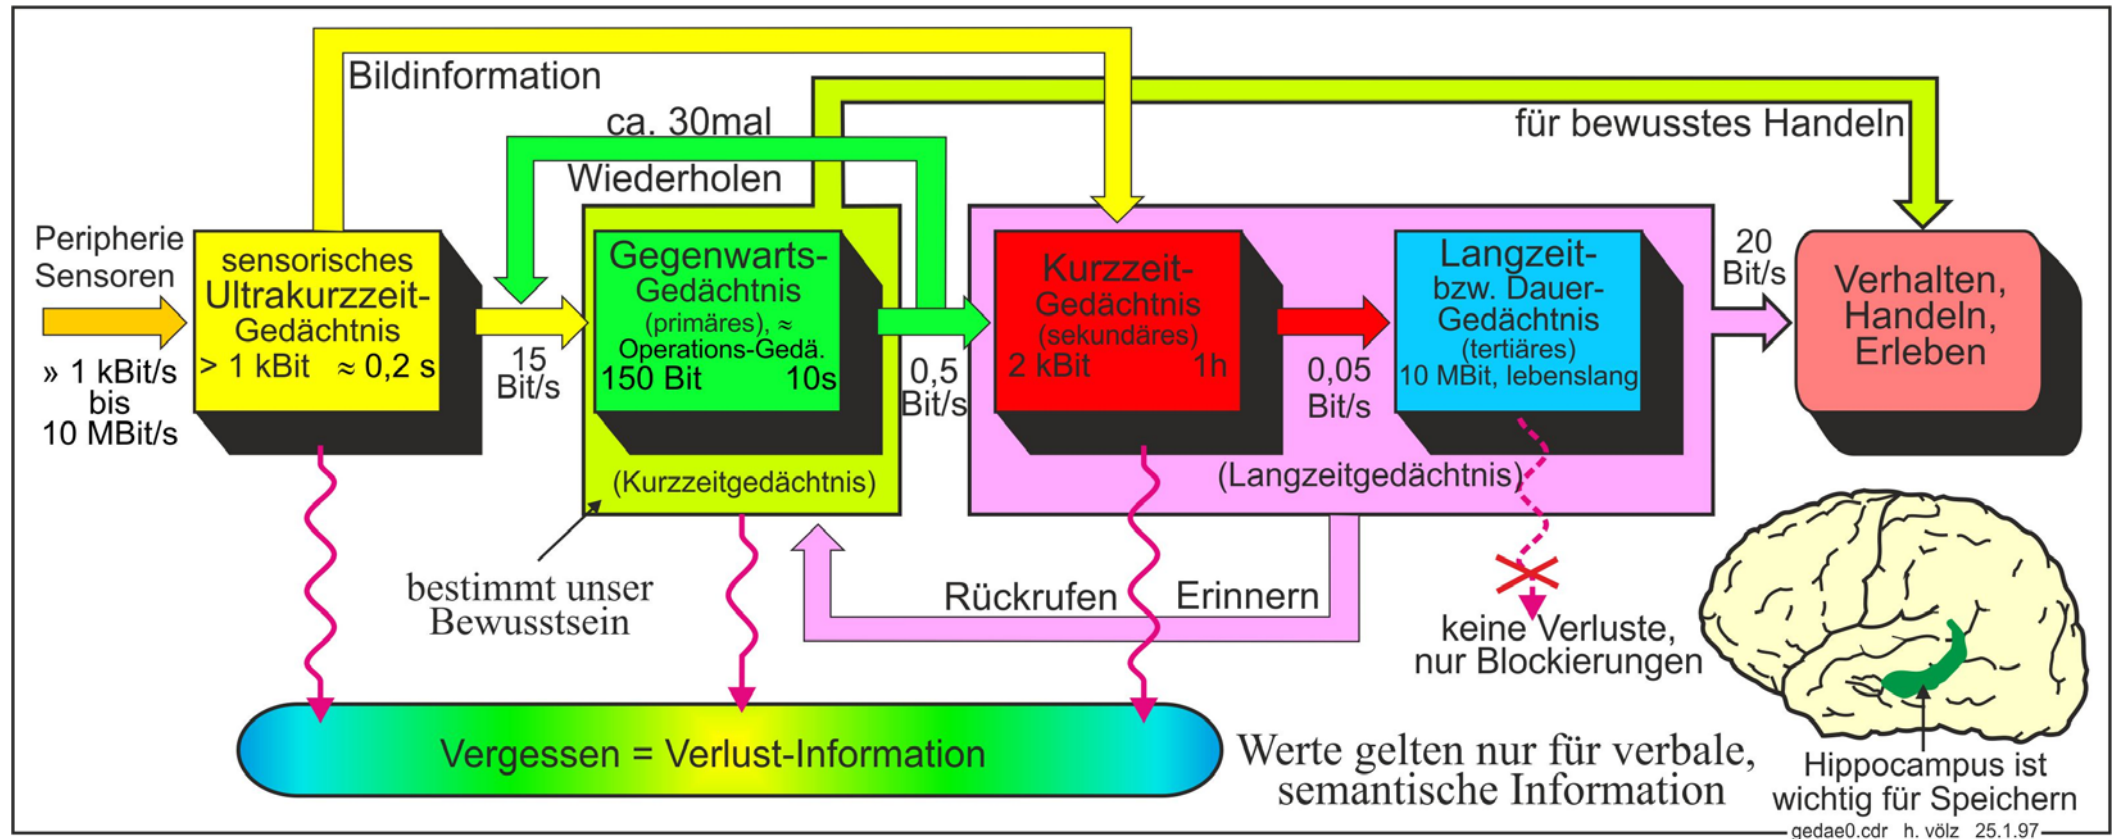 Bildinformation
ca. 30mal
Wiederholen
für bewusstes Handeln
Peripherie
Sensoren
» 1 kBit/s
bis
10 MBit/s
sensorisches
Ultrakurzzeit-
Gedächtnis
> 1 kBit ≈ 0,2 s
15
Bit/s
Gegenwarts-
Gedächtnis
(primäres), ≈
Operations-Gedä.
150 Bit 10s
(Kurzzeitgedächtnis)
0,5
Bit/s
Kurzzeit-
Gedächtnis
(sekundäres)
2 kBit 1h
0,05
Bit/s
Langzeit-
bzw. Dauer-
Gedächtnis
(tertiäres)
10 MBit, lebenslang
(Langzeitgedächtnis)
20
Bit/s
Verhalten,
Handeln,
Erleben
bestimmt unser
Bewusstsein
Rückrufen Erinnern
keine Verluste,
nur Blockierungen
Vergessen = Verlust-Information
Werte gelten nur für verbale,
semantische Information
Hippocampus ist
wichtig für Speichern
gedae0.cdr h. völz 25.1.97